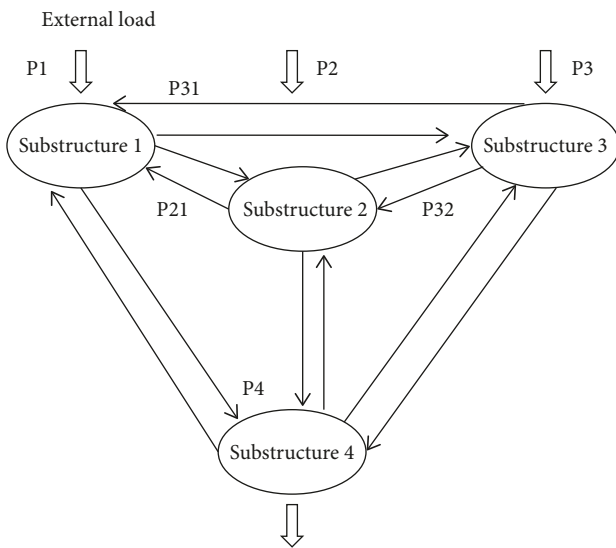 External load
P1
P2
P3
P31
Substructure 1
Substructure 3
P21
Substructure 2
P32
P4
Substructure 4